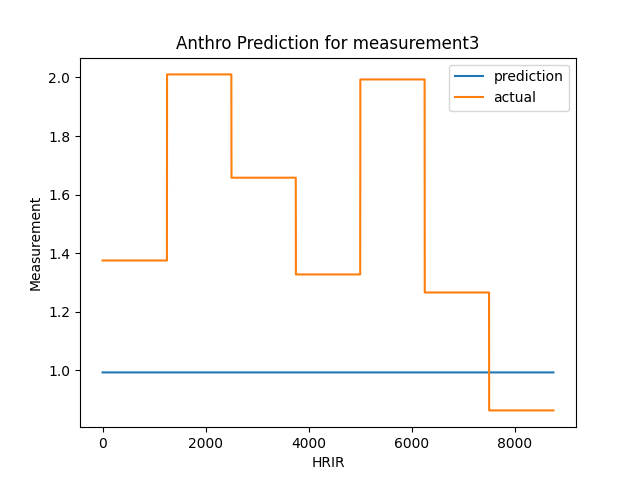 Anthro Prediction for measurement3
prediction
actual
Measurement
2.0
1.8
1.6
1.4
1.2
1.0
0 2000 4000 6000 8000
HRIR